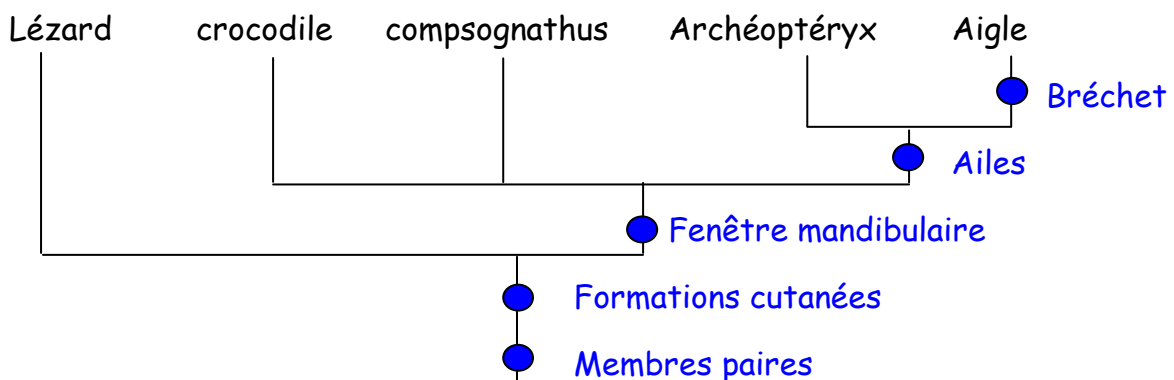 Lézard crocodile compsognathus Archéoptéryx Aigle
Bréchet
Ailes
Fenêtre mandibulaire
Formations cutanées
Membres paires